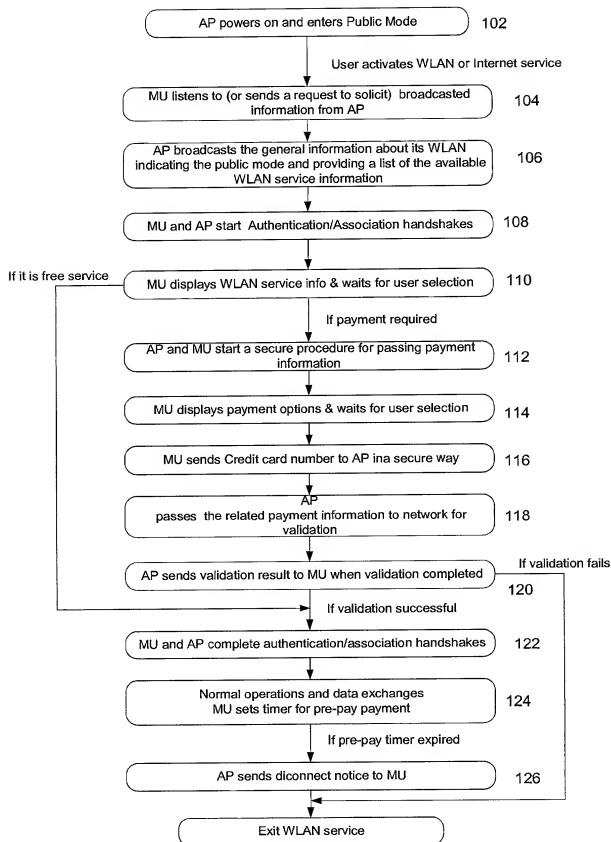 AP powers on and enters Public Mode
102
User activates WLAN or Internet service
MU listens to (or sends a request to solicit) broadcasted
information from AP
104
AP broadcasts the general information about its WLAN
indicating the public mode and providing a list of the available
WLAN service information
106
MU and AP start Authentication/Association handshakes
108
If it is free service
MU displays WLAN service info & waits for user selection
110
If payment required
AP and MU start a secure procedure for passing payment
information
112
MU displays payment options & waits for user selection
114
MU sends Credit card number to AP ina secure way
116
AP
passes the related payment information to network for
validation
118
If validation fails
AP sends validation result to MU when validation completed
120
If validation successful
MU and AP complete authentication/association handshakes
122
Normal operations and data exchanges
MU sets timer for pre-pay payment
124
If pre-pay timer expired
AP sends diconnect notice to MU
126
Exit WLAN service